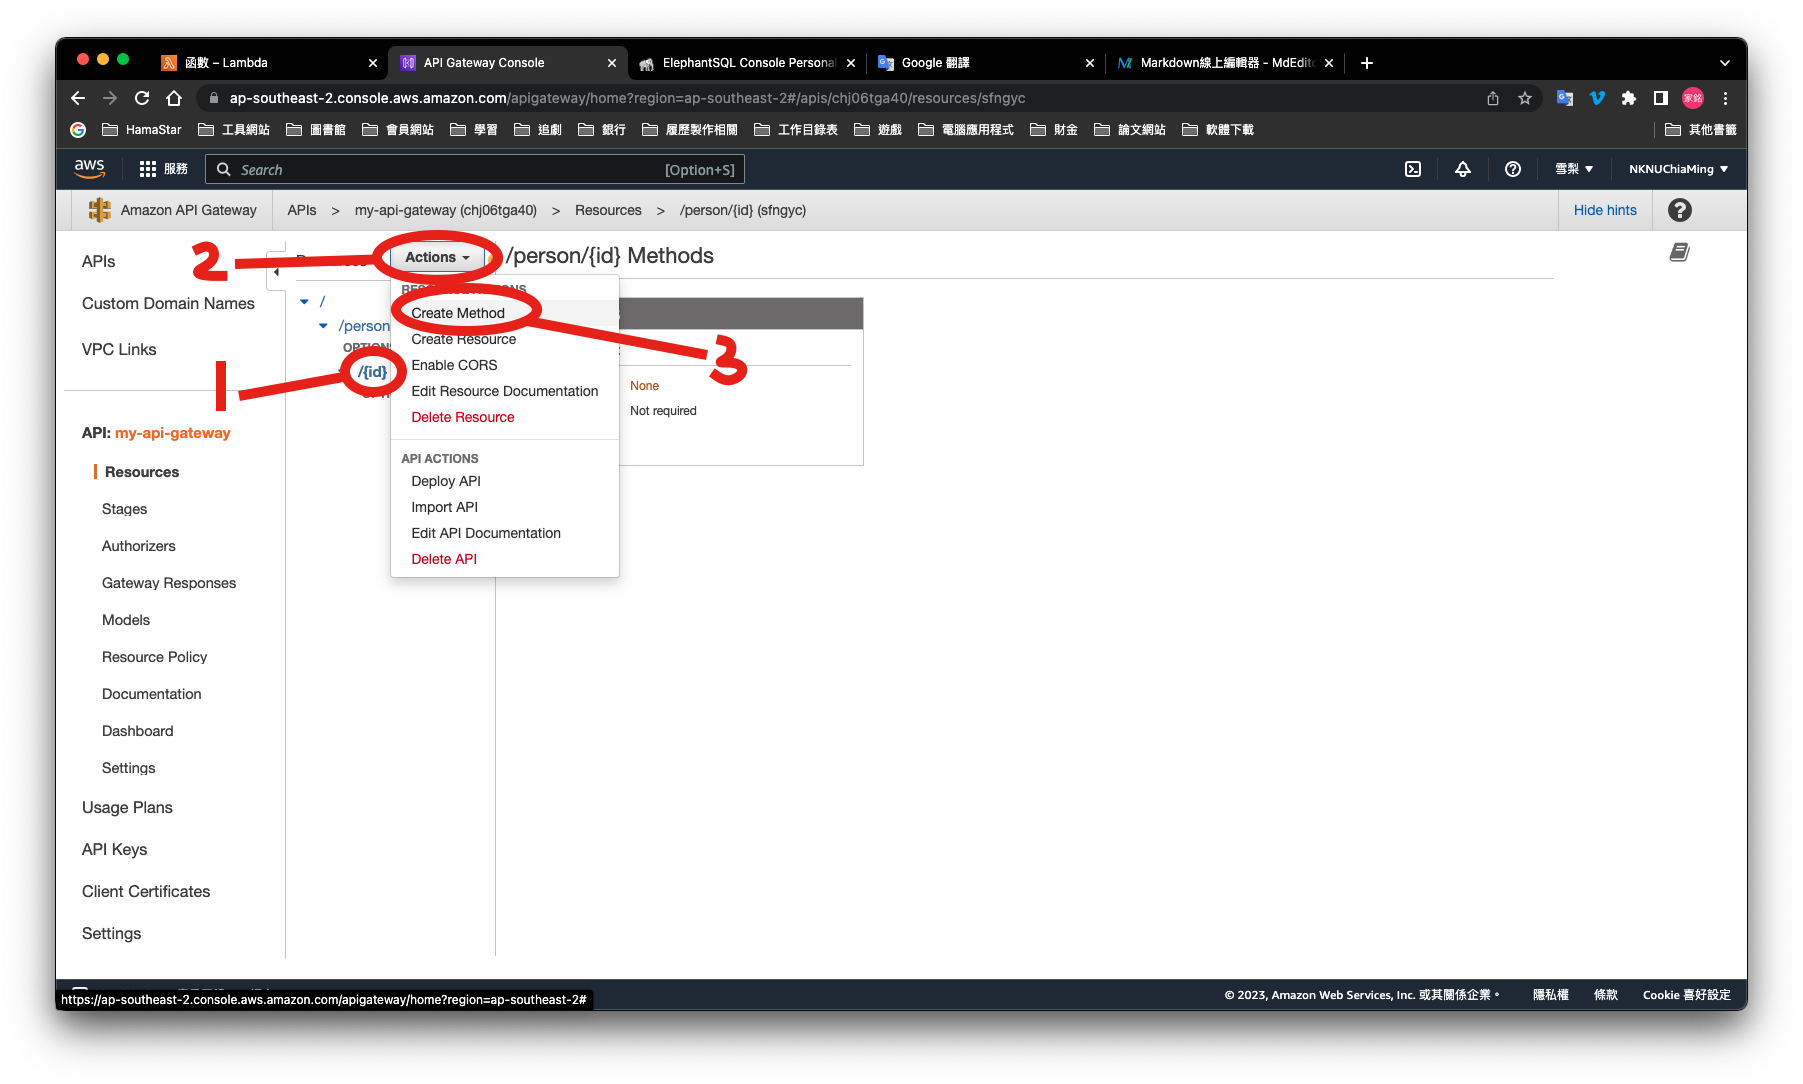 函數 – Lambda
API Gateway Console
ElephantSQL Console Personal
Google 翻譯
Markdown線上編輯器 - MdEdito
ap-southeast-2.console.aws.amazon.com/apigateway/home?region=ap-southeast-2#/apis/chj06tga40/resources/sfngyc
家銘
HamaStar
工具網站
圖書館
會員網站
學習
追劇
銀行
履歷製作相關
工作目錄表
遊戲
電腦應用程式
財金
論文網站
軟體下載
其他書籤
aws
服務
Search
[Option+S]
雪梨
NKNUChiaMing
Amazon API Gateway
APIs > my-api-gateway (chj06tga40) > Resources > /person/{id} (sfngyc)
Hide hints
APIs
Custom Domain Names
VPC Links
API: my-api-gateway
Resources
Stages
Authorizers
Gateway Responses
Models
Resource Policy
Documentation
Dashboard
Settings
Usage Plans
API Keys
Client Certificates
Settings
2
Actions
/person/{id} Methods
/
/person
1
/{id}
Create Method
3
Create Resource
Enable CORS
Edit Resource Documentation
Delete Resource
API ACTIONS
Deploy API
Import API
Edit API Documentation
Delete API
None
Not required
https://ap-southeast-2.console.aws.amazon.com/apigateway/home?region=ap-southeast-2#
© 2023, Amazon Web Services, Inc. 或其關係企業。
隱私權
條款
Cookie 喜好設定